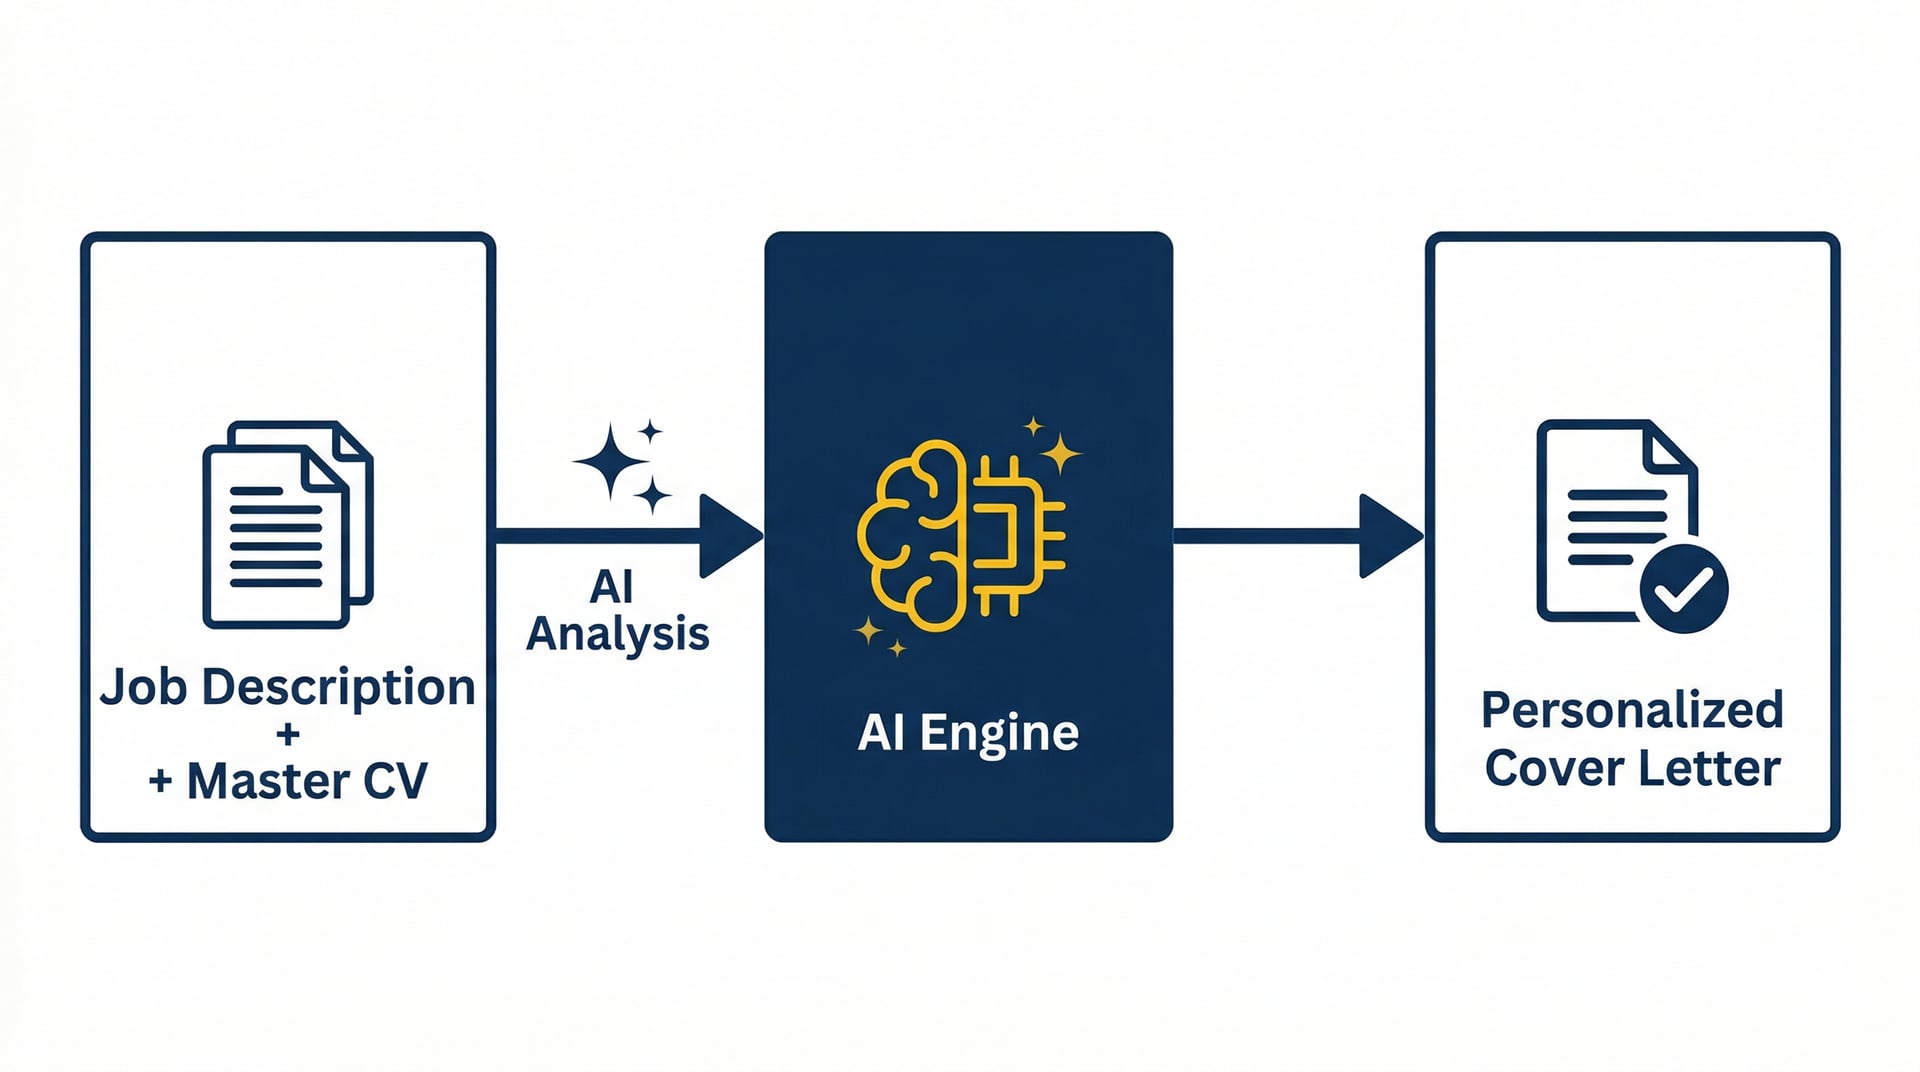 Job Description
+
+ Master CV
AI
Analysis
AI Engine
Personalized
Cover Letter